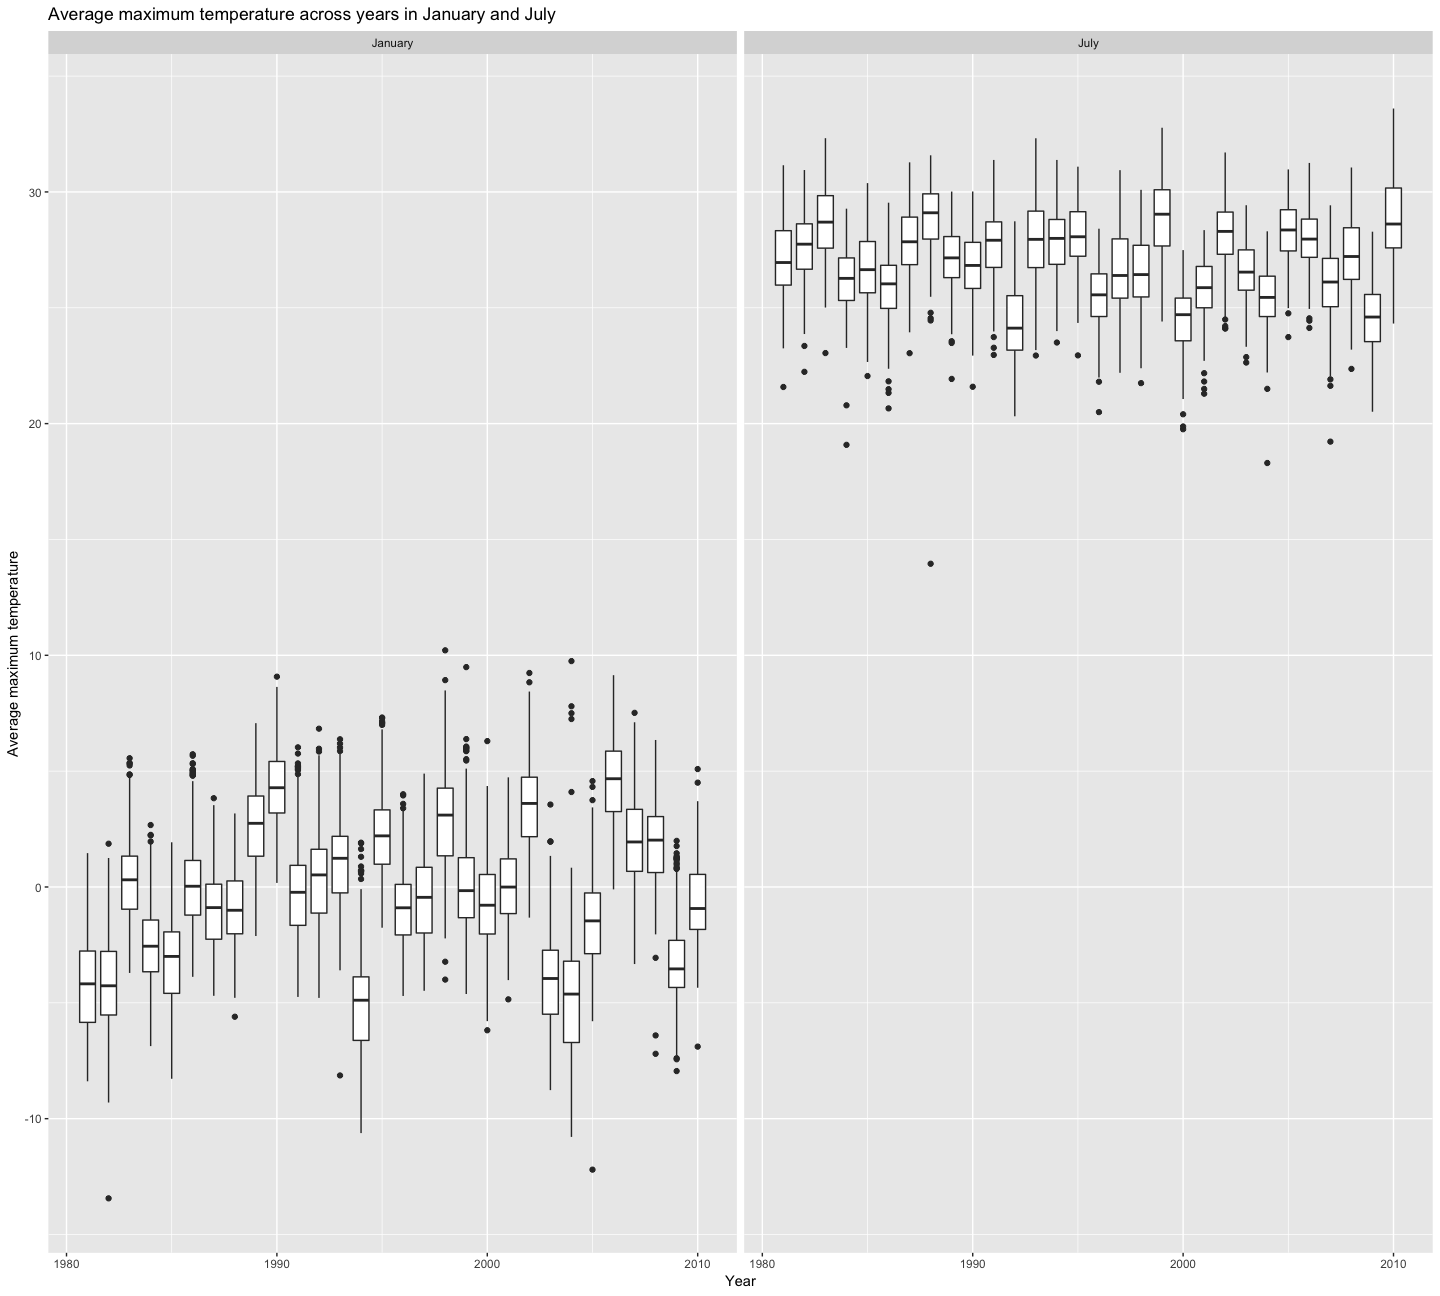 Average maximum temperature across years in January and July
January
July
Average maximum temperature
30
20
10
0
-10
1980
1990
2000
2010
1980
1990
2000
2010
Year